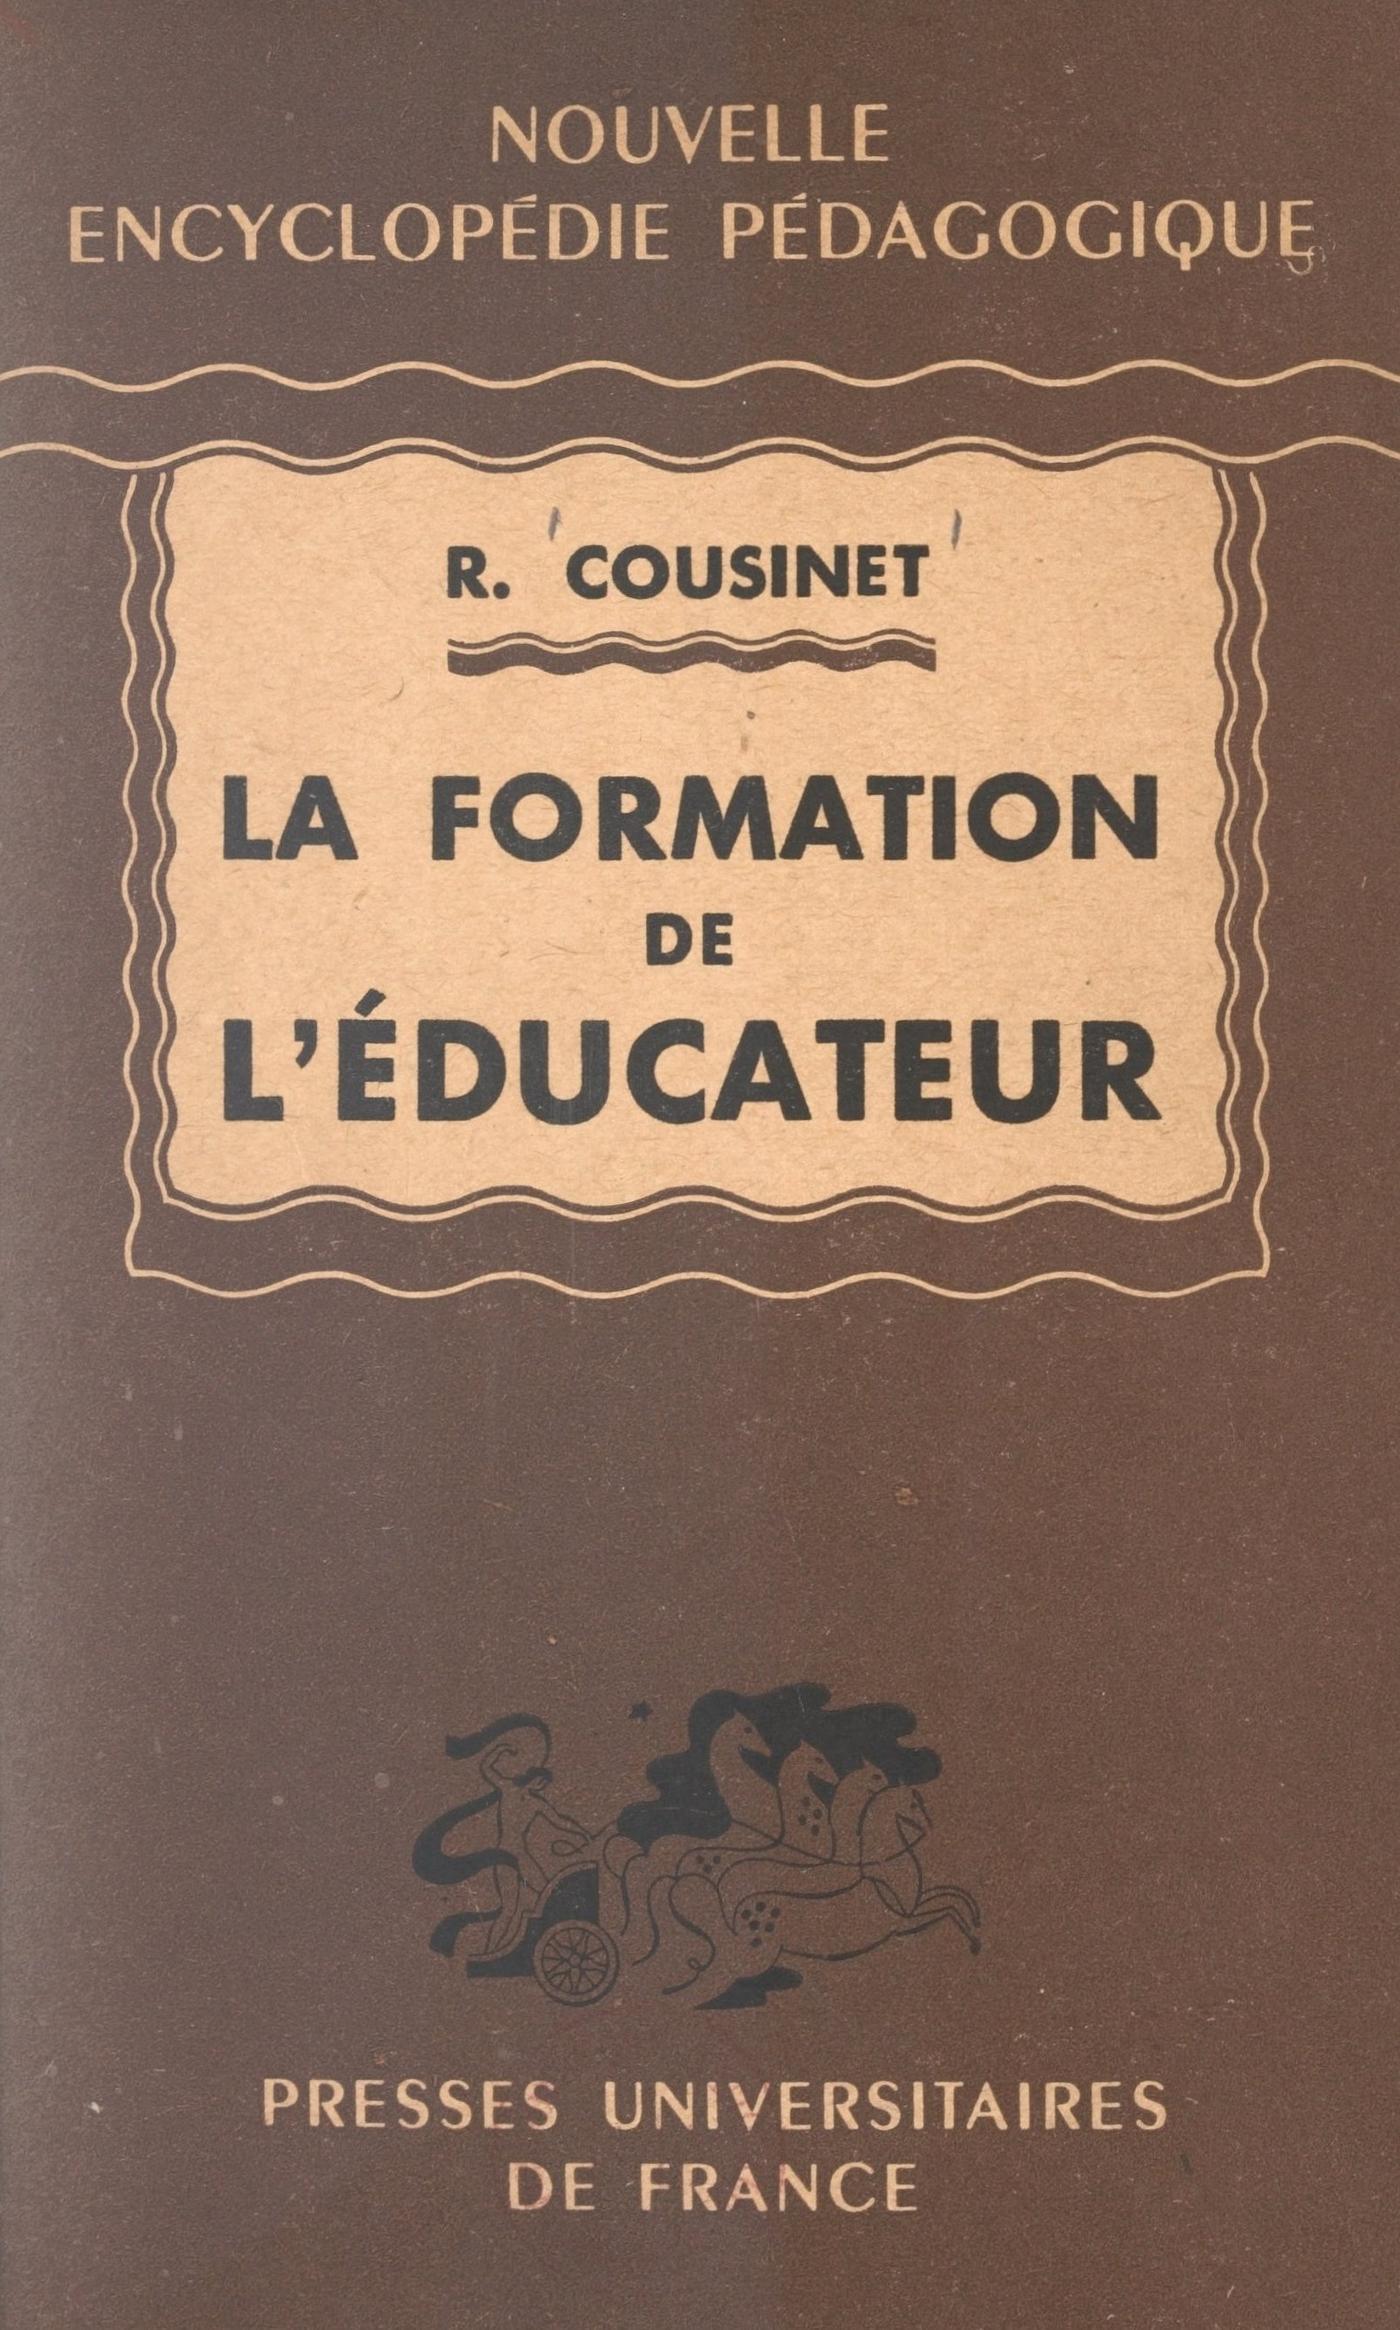 NOUVELLE
ENCYCLOPÉDIE PÉDAGOGIQUE
R. COUSINET
LA FORMATION
DE
L'ÉDUCATEUR
PRESSES UNIVERSITAIRES
DE FRANCE